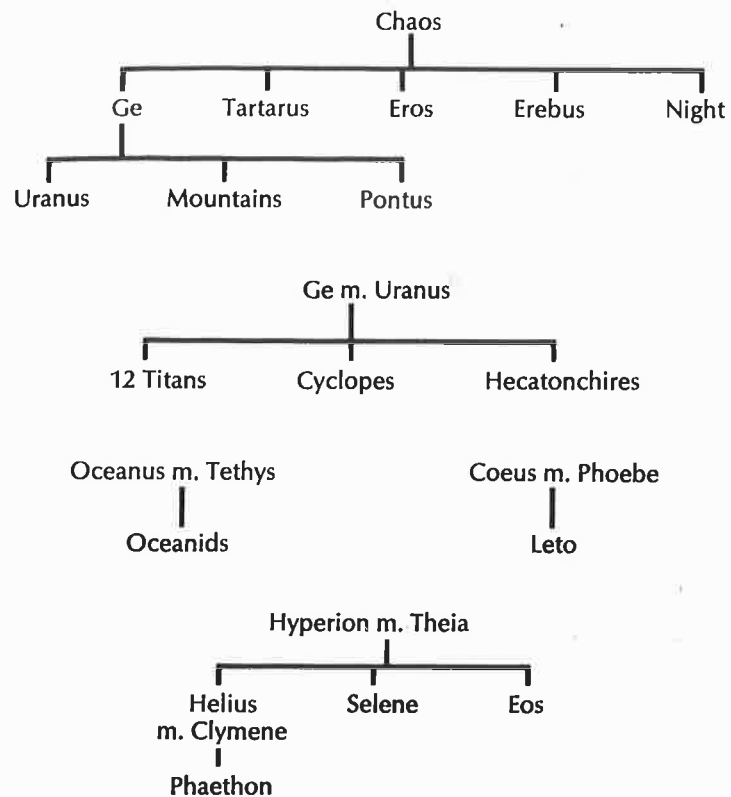 Chaos
Ge Tartarus Eros Erebus Night
Uranus Mountains Pontus
Ge m. Uranus
12 Titans Cyclopes Hecatonchires
Oceanus m. Tethys Coeus m. Phoebe
Oceanids Leto
Hyperion m. Theia
Helius Selene Eos
m. Clymene
Phaethon